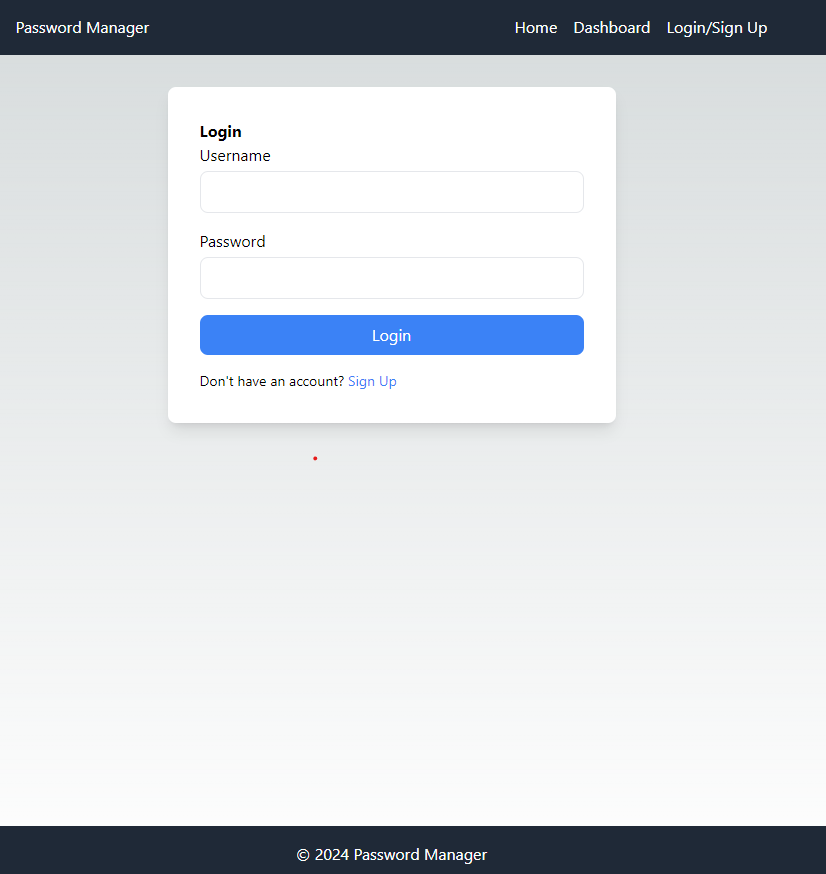 Password Manager Home Dashboard Login/Sign Up
Login
Username
Password
Login
Don't have an account? Sign Up
© 2024 Password Manager